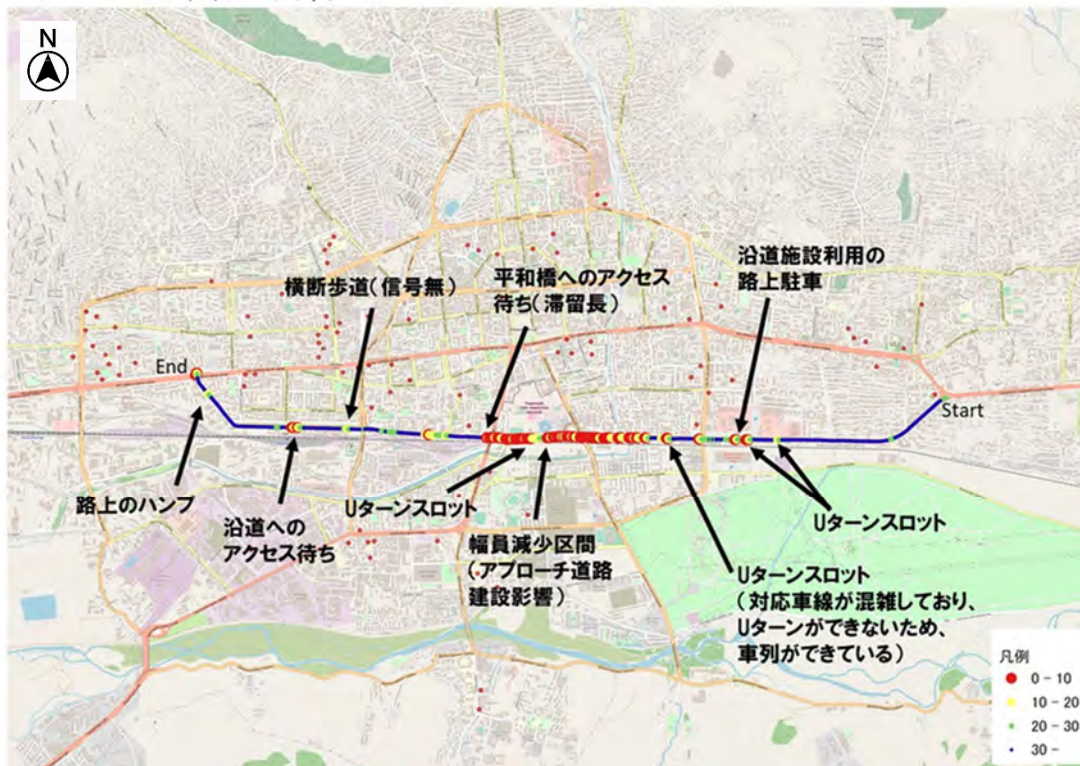 N
沿道施設利用の
路上駐車
平和橋へのアクセス
待ち(滞留長)
横断歩道(信号無)
End
Start
路上のハンプ
沿道への
アクセス待ち
Uターンスロット
幅員減少区間
(アプローチ道路
建設影響)
Uターンスロット
Uターンスロット
(対応車線が混雑しており、
Uターンができないため、
車列ができている)
凡例
0 - 10
10 - 20
20 - 30
30 -